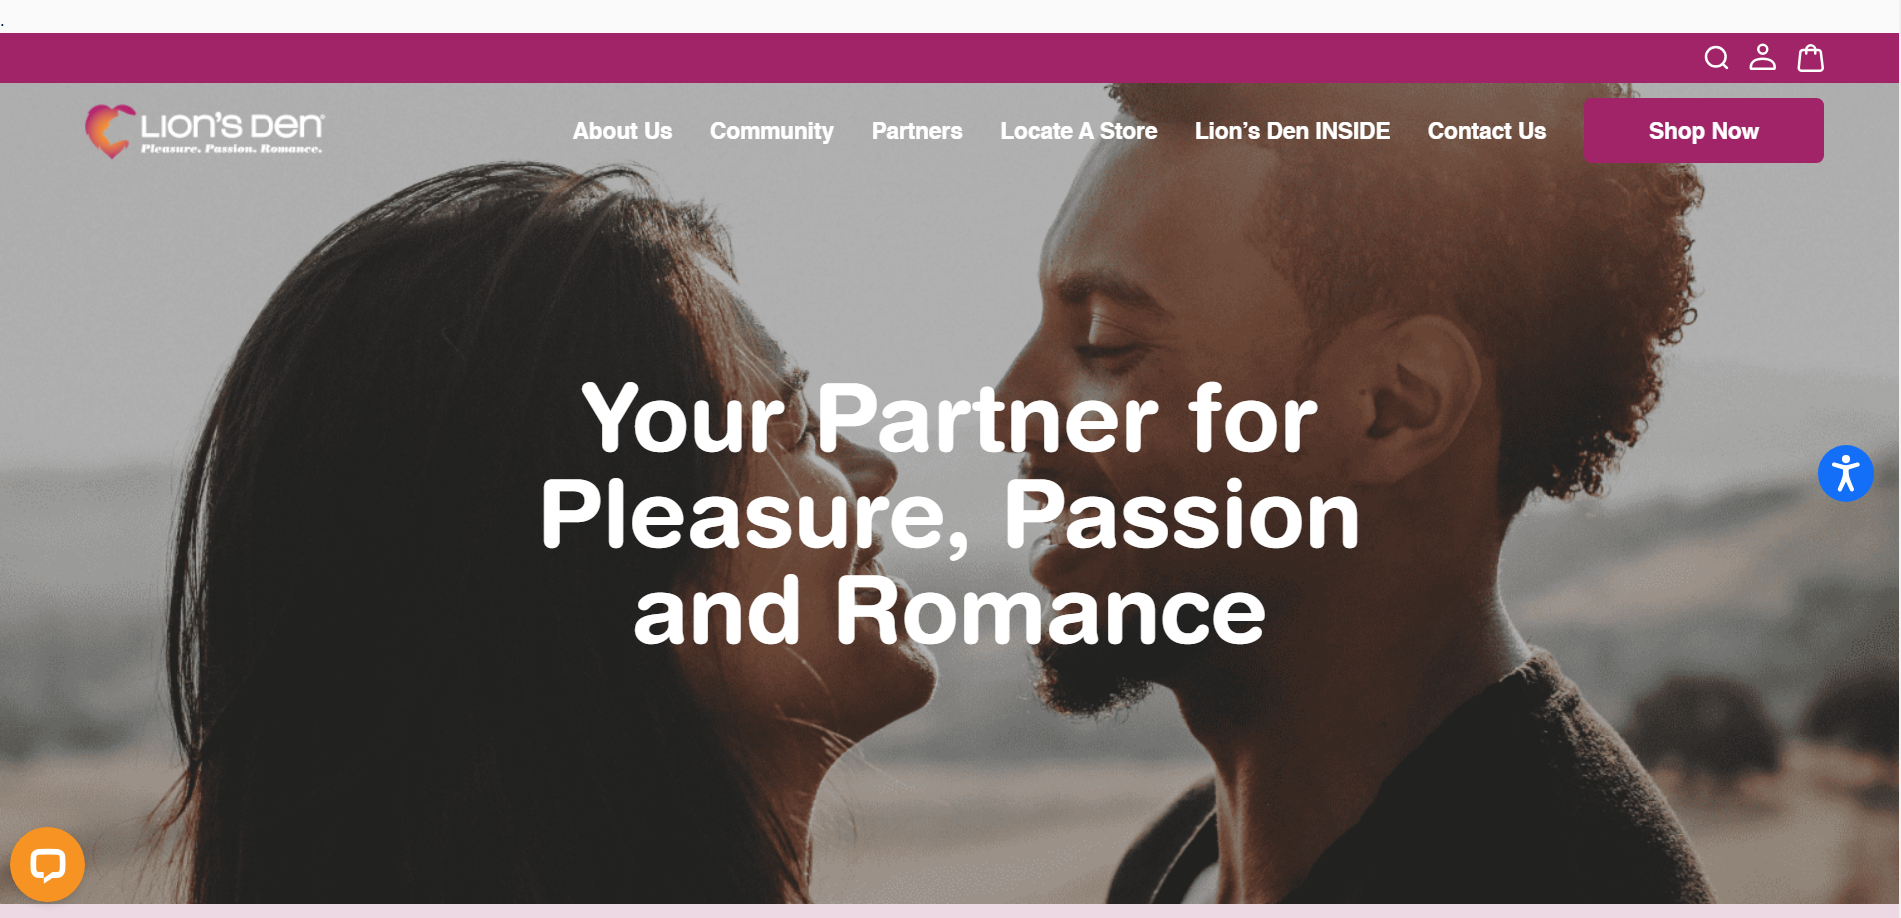 .
LION'S DEN®
Pleasure. Passion. Romance.
About Us Community Partners Locate A Store Lion’s Den INSIDE Contact Us Shop Now
Your Partner for
Pleasure, Passion
and Romance